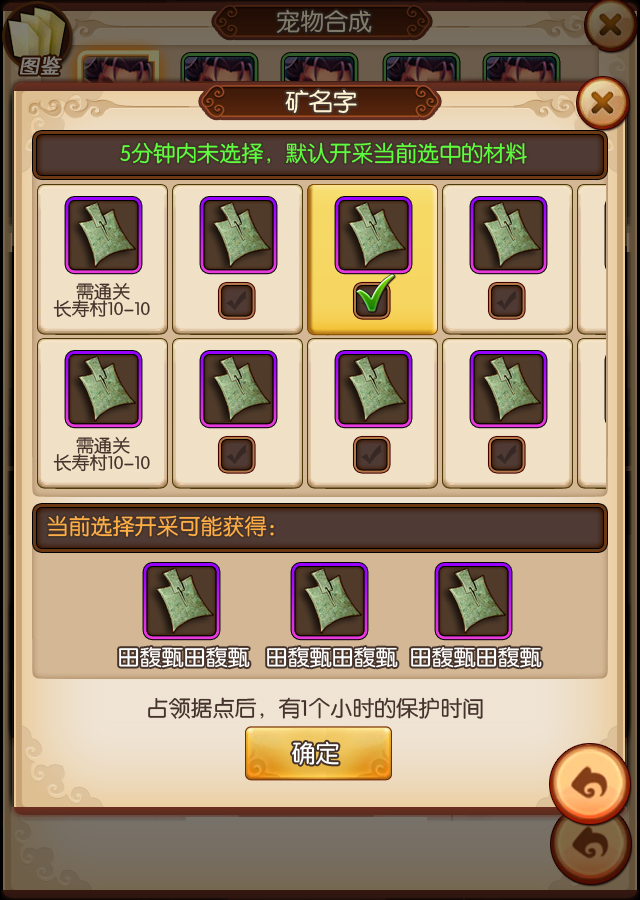 宠物合成
图鉴
矿名字
5分钟内未选择，默认开采当前选中的材料
需通关
长寿村10-10
需通关
长寿村10-10
当前选择开采可能获得：
田馥甄田馥甄 田馥甄田馥甄 田馥甄田馥甄
占领据点后，有1个小时的保护时间
确定